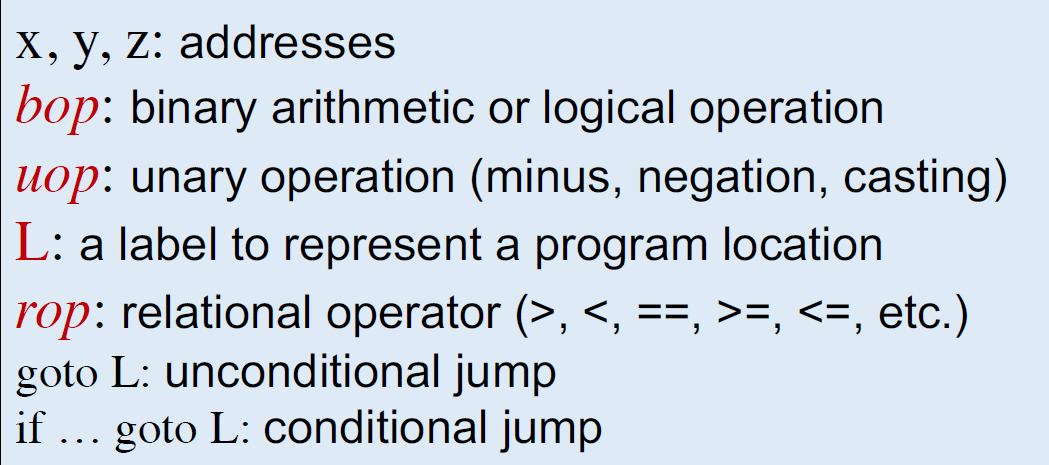 x, y, z: addresses
bop: binary arithmetic or logical operation
uop: unary operation (minus, negation, casting)
L: a label to represent a program location
rop: relational operator (>, <, ==, >=, <=, etc.)
goto L: unconditional jump
if … goto L: conditional jump